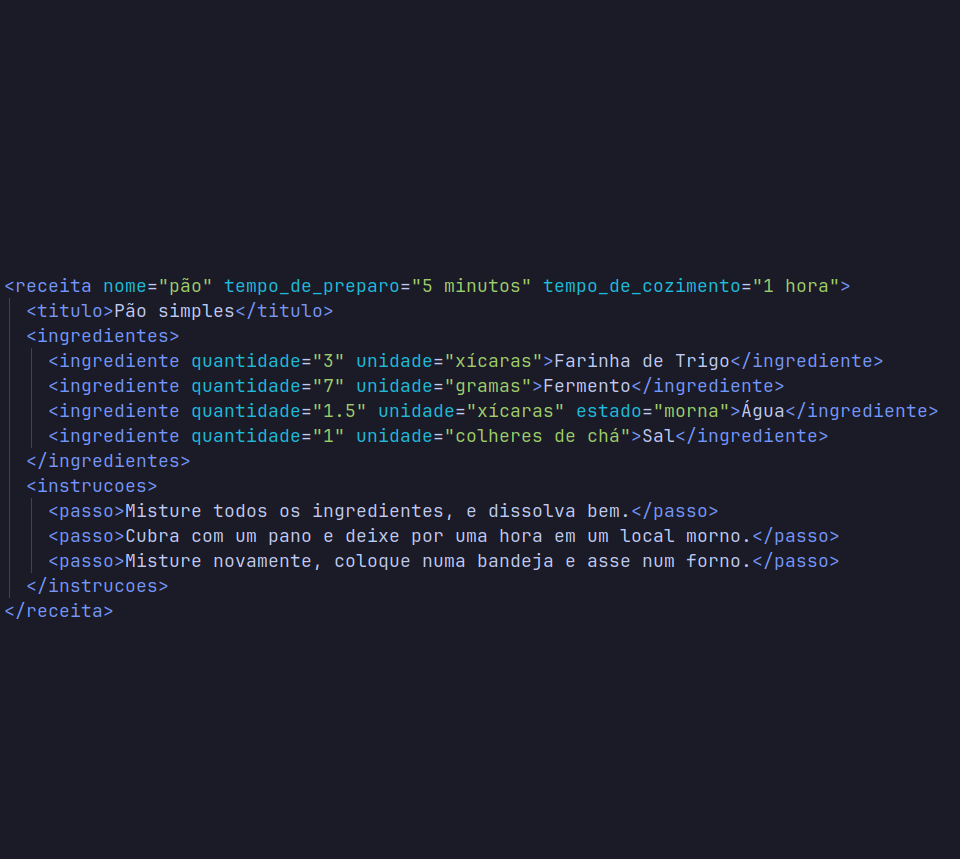 <receita nome="pão" tempo_de_preparo="5 minutos" tempo_de_cozimento="1 hora">
<titulo>Pão simples</titulo>
<ingredientes>
<ingrediente quantidade="3" unidade="xícaras">Farinha de Trigo</ingrediente>
<ingrediente quantidade="7" unidade="gramas">Fermento</ingrediente>
<ingrediente quantidade="1.5" unidade="xícaras" estado="morna">Água</ingrediente>
<ingrediente quantidade="1" unidade="colheres de chá">Sal</ingrediente>
</ingredientes>
<instrucoes>
<passo>Misture todos os ingredientes, e dissolva bem.</passo>
<passo>Cubra com um pano e deixe por uma hora em um local morno.</passo>
<passo>Misture novamente, coloque numa bandeja e asse num forno.</passo>
</instrucoes>
</receita>